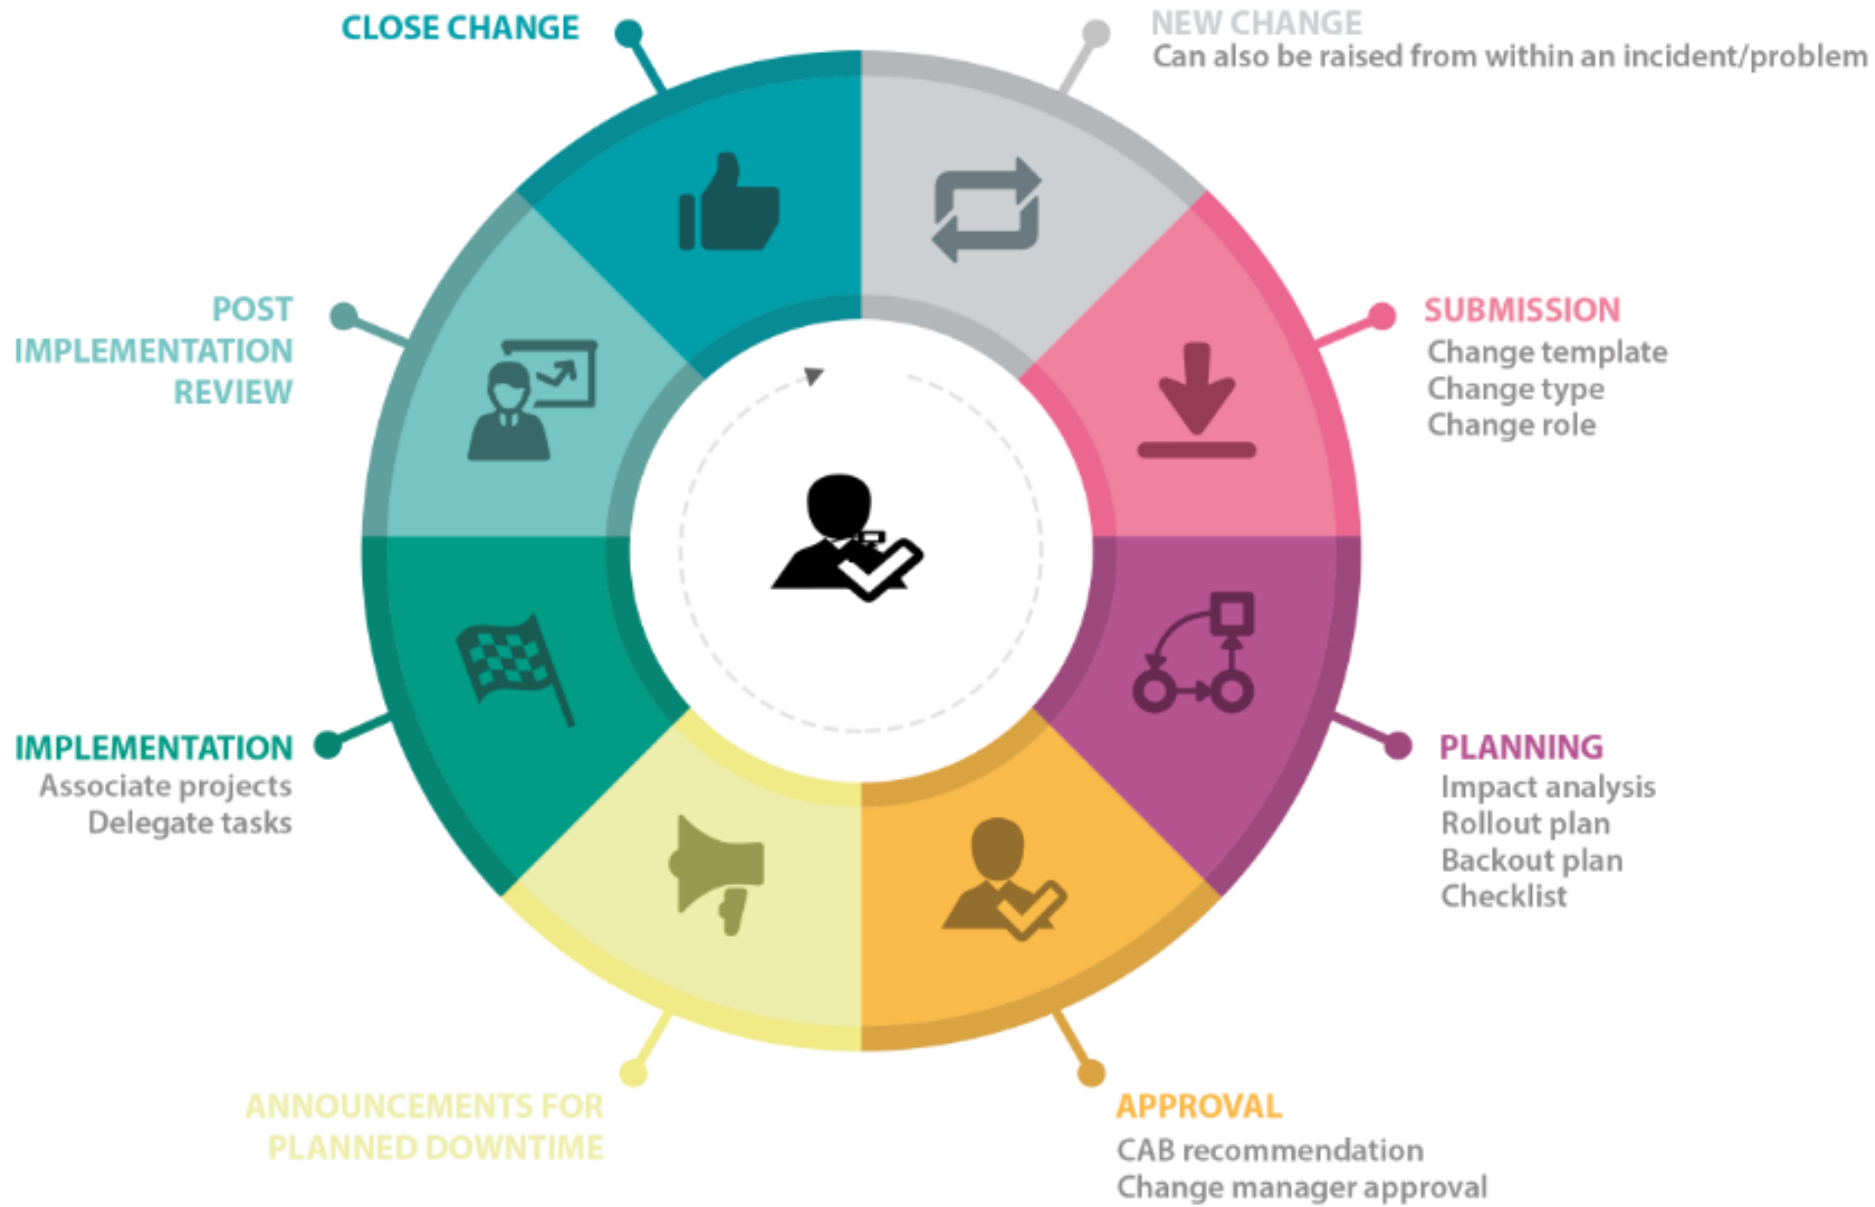 CLOSE CHANGE
NEW CHANGE
Can also be raised from within an incident/problem
SUBMISSION
Change template
Change type
Change role
PLANNING
Impact analysis
Rollout plan
Backout plan
Checklist
APPROVAL
CAB recommendation
Change manager approval
ANNOUNCEMENTS FOR
PLANNED DOWNTIME
IMPLEMENTATION
Associate projects
Delegate tasks
POST
IMPLEMENTATION
REVIEW